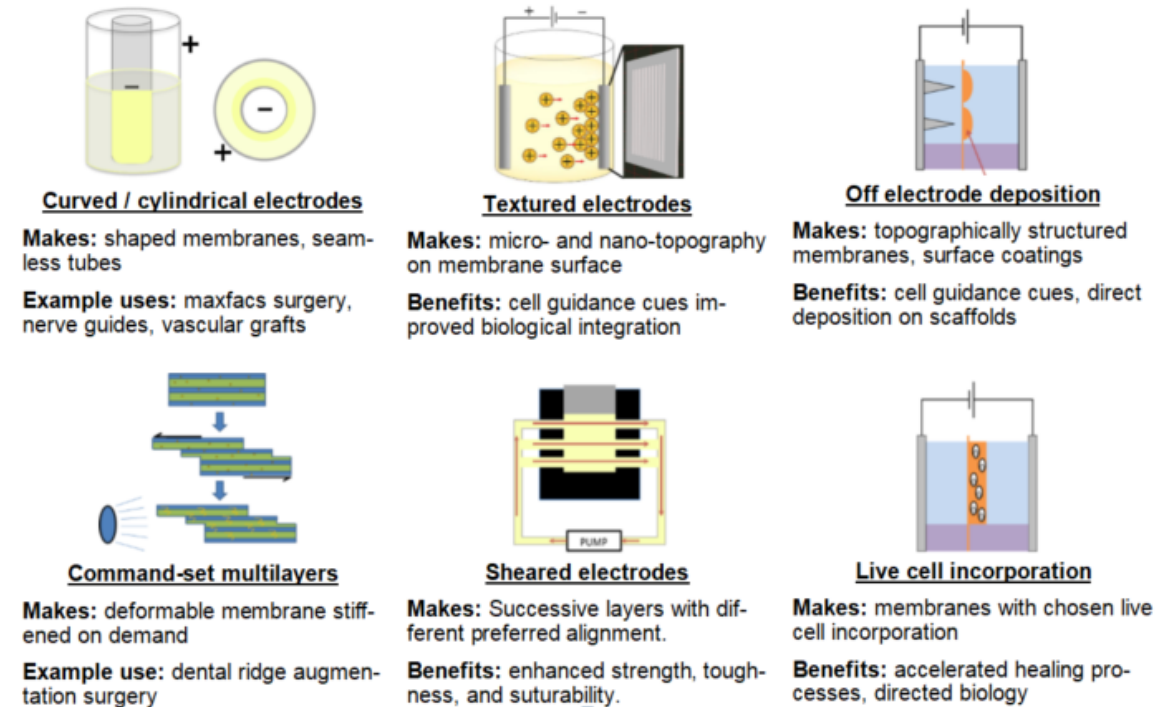 +
−
−
+
Curved / cylindrical electrodes
Makes: shaped membranes, seam-
less tubes
Example uses: maxfacs surgery,
nerve guides, vascular grafts
+ −
+ + + + + + + + + + + + + + +
Textured electrodes
Makes: micro- and nano-topography
on membrane surface
Benefits: cell guidance cues im-
proved biological integration
Off electrode deposition
Makes: topographically structured
membranes, surface coatings
Benefits: cell guidance cues, direct
deposition on scaffolds
Command-set multilayers
Makes: deformable membrane stiff-
ened on demand
Example use: dental ridge augmen-
tation surgery
PUMP
Sheared electrodes
Makes: Successive layers with dif-
ferent preferred alignment.
Benefits: enhanced strength, tough-
ness, and suturability.
Live cell incorporation
Makes: membranes with chosen live
cell incorporation
Benefits: accelerated healing pro-
cesses, directed biology